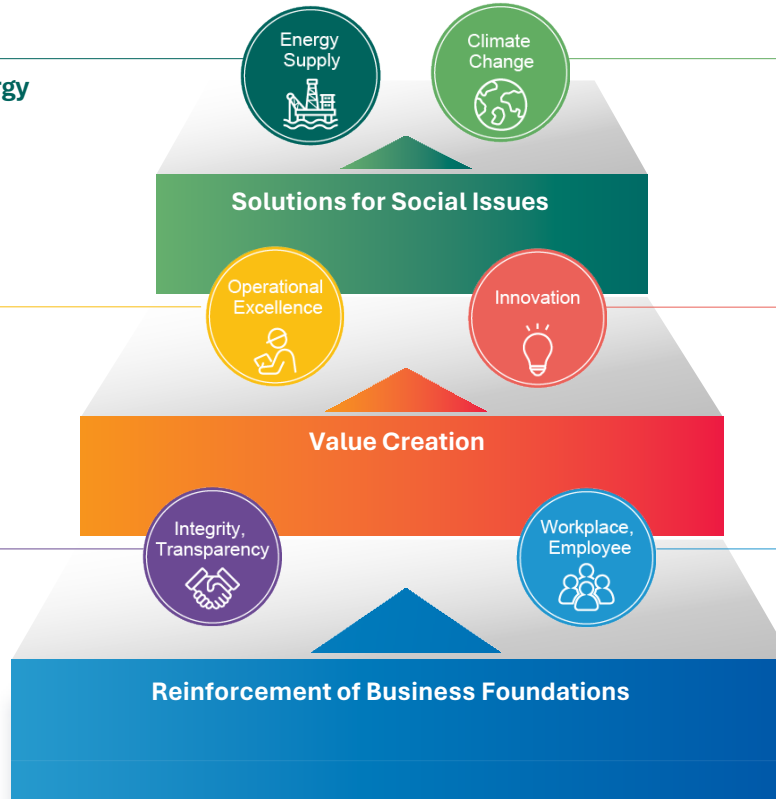 Energy
Supply
Climate
Change
rgy
Solutions for Social Issues
Operational
Excellence
Innovation
Value Creation
Integrity,
Transparency
Workplace,
Employee
Reinforcement of Business Foundations